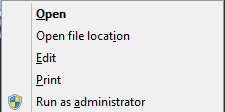 Open
Open file location
Edit
Print
Run as administrator